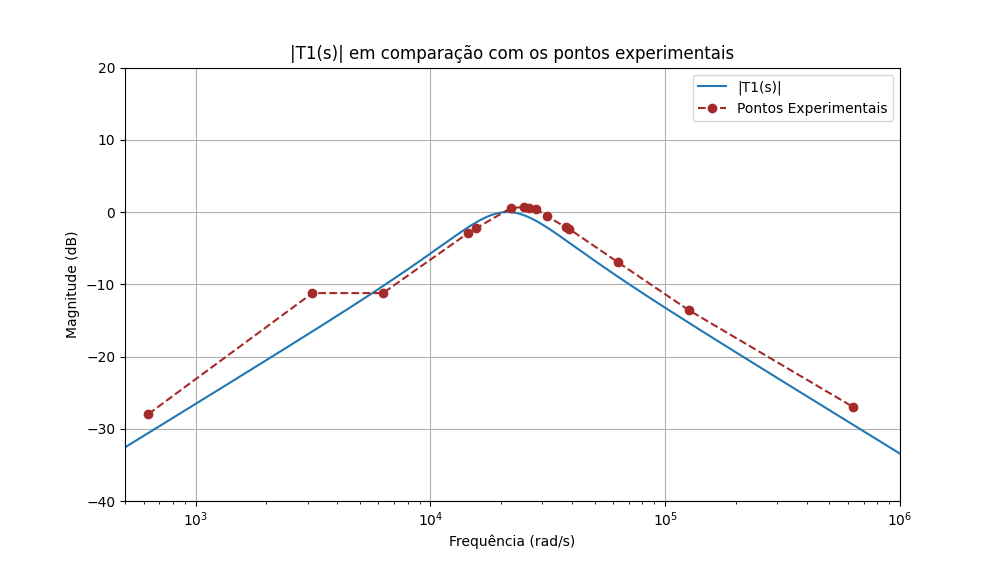 |T1(s)| em comparação com os pontos experimentais
|T1(s)|
Pontos Experimentais
20
10
0
−10
−20
−30
−40
Magnitude (dB)
10³
10⁴
10⁵
10⁶
Frequência (rad/s)